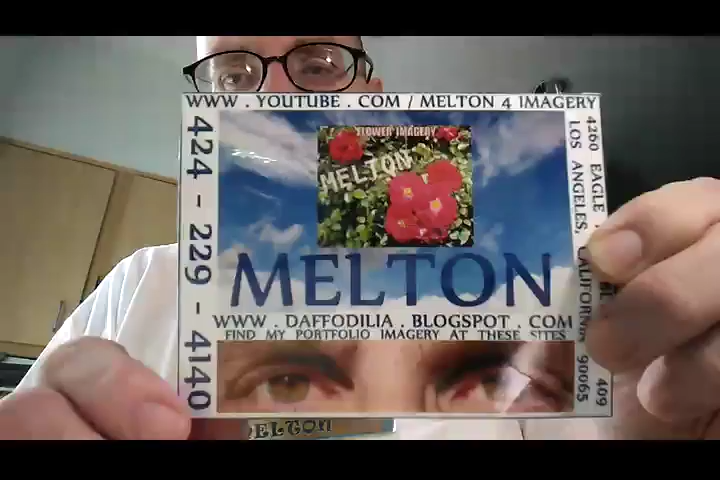 WWW . YOUTUBE . COM / MELTON 4 IMAGERY
424 - 229 - 4140
FLOWER IMAGERY
MELTON
MELTON
WWW . DAFFODILIA . BLOGSPOT . COM
FIND MY PORTFOLIO IMAGERY AT THESE SITES
4260 EAGLE 409
LOS ANGELES, CALIFORNIA 90065
MELTON